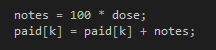 notes = 100 * dose;
paid[k] = paid[k] + notes;